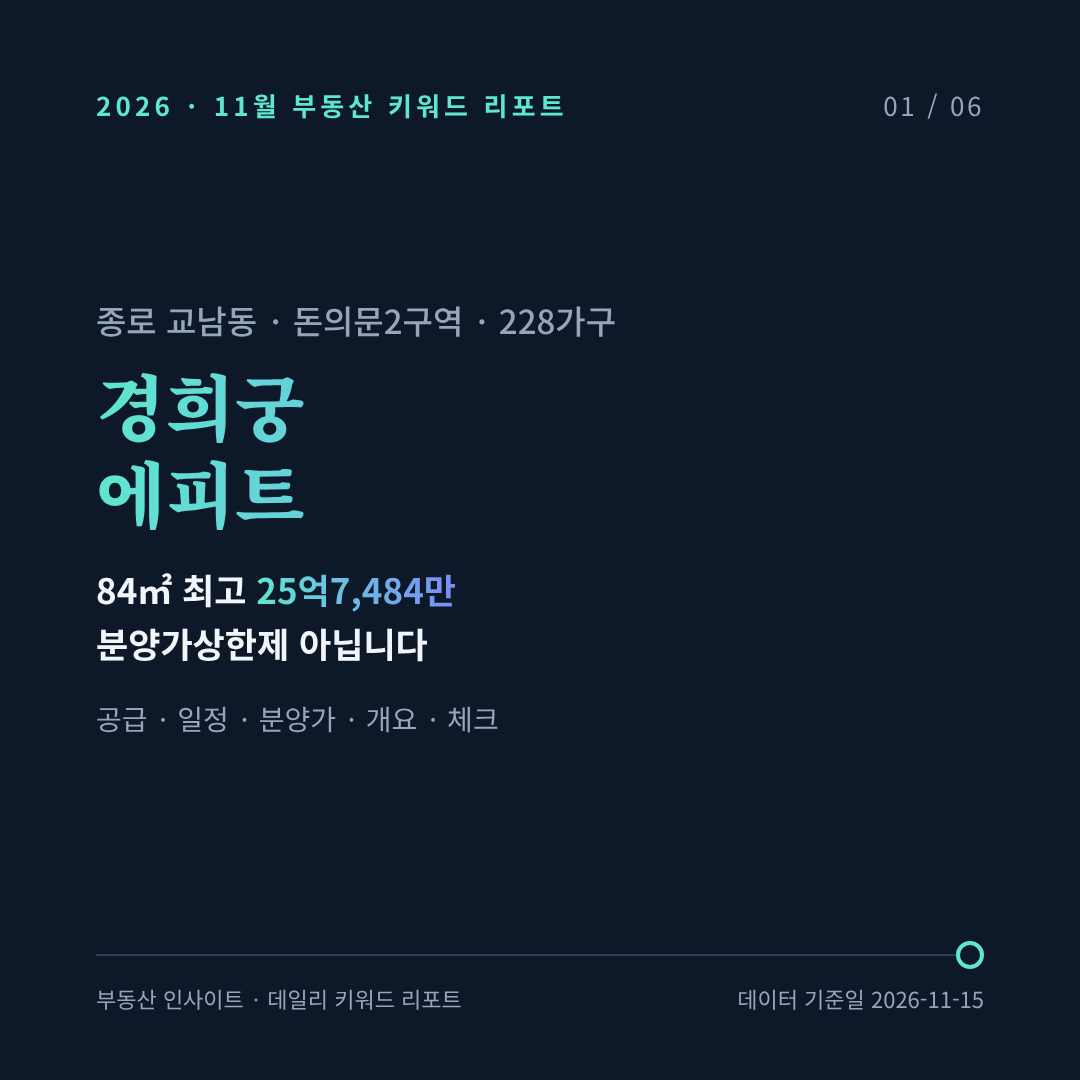 2026 · 11월 부동산 키워드 리포트
01 / 06
종로 교남동 · 돈의문2구역 · 228가구
경희궁
에피트
84㎡ 최고 25억7,484만
분양가상한제 아닙니다
공급 · 일정 · 분양가 · 개요 · 체크
부동산 인사이트 · 데일리 키워드 리포트
데이터 기준일 2026-11-15